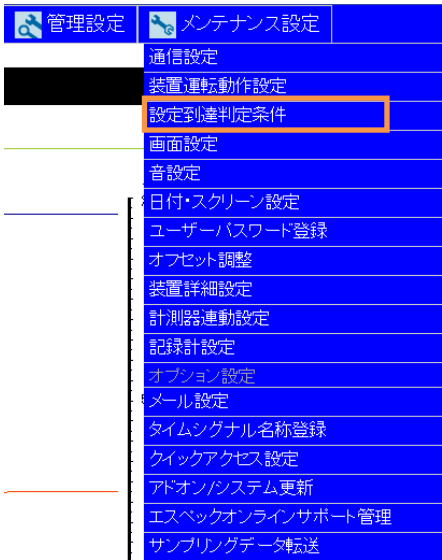 管理設定 メンテナンス設定
通信設定
装置運転動作設定
設定到達判定条件
画面設定
音設定
日付・スクリーン設定
ユーザーパスワード登録
オフセット調整
装置詳細設定
計測器連動設定
記録計設定
オプション設定
メール設定
タイムシグナル名称登録
クイックアクセス設定
アドオン/システム更新
エスペックオンラインサポート管理
サンプリングデータ転送